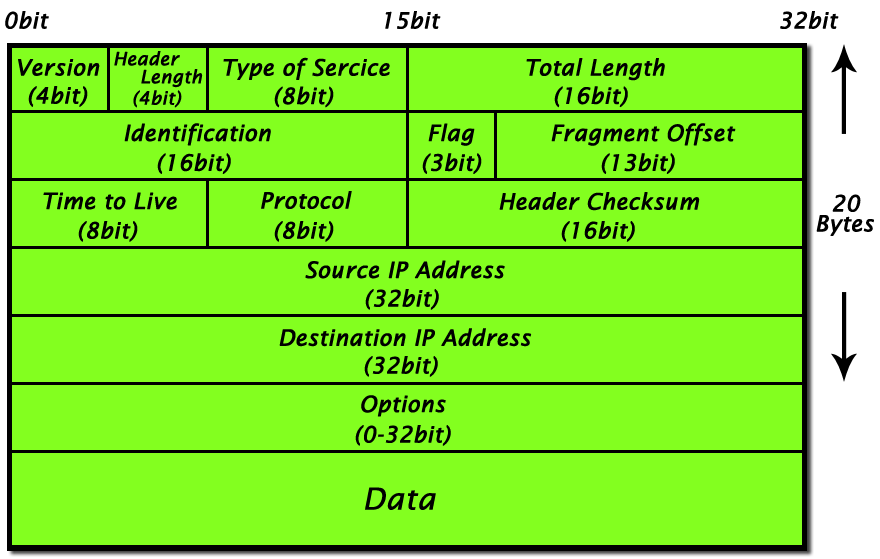 0bit 15bit 32bit
Version Header Type of Sercice Total Length
Length
(4bit) (4bit) (8bit) (16bit)
Identification Flag Fragment Offset
(16bit) (3bit) (13bit)
Time to Live Protocol Header Checksum
(8bit) (8bit) (16bit)
20
Bytes
Source IP Address
(32bit)
Destination IP Address
(32bit)
Options
(0-32bit)
Data